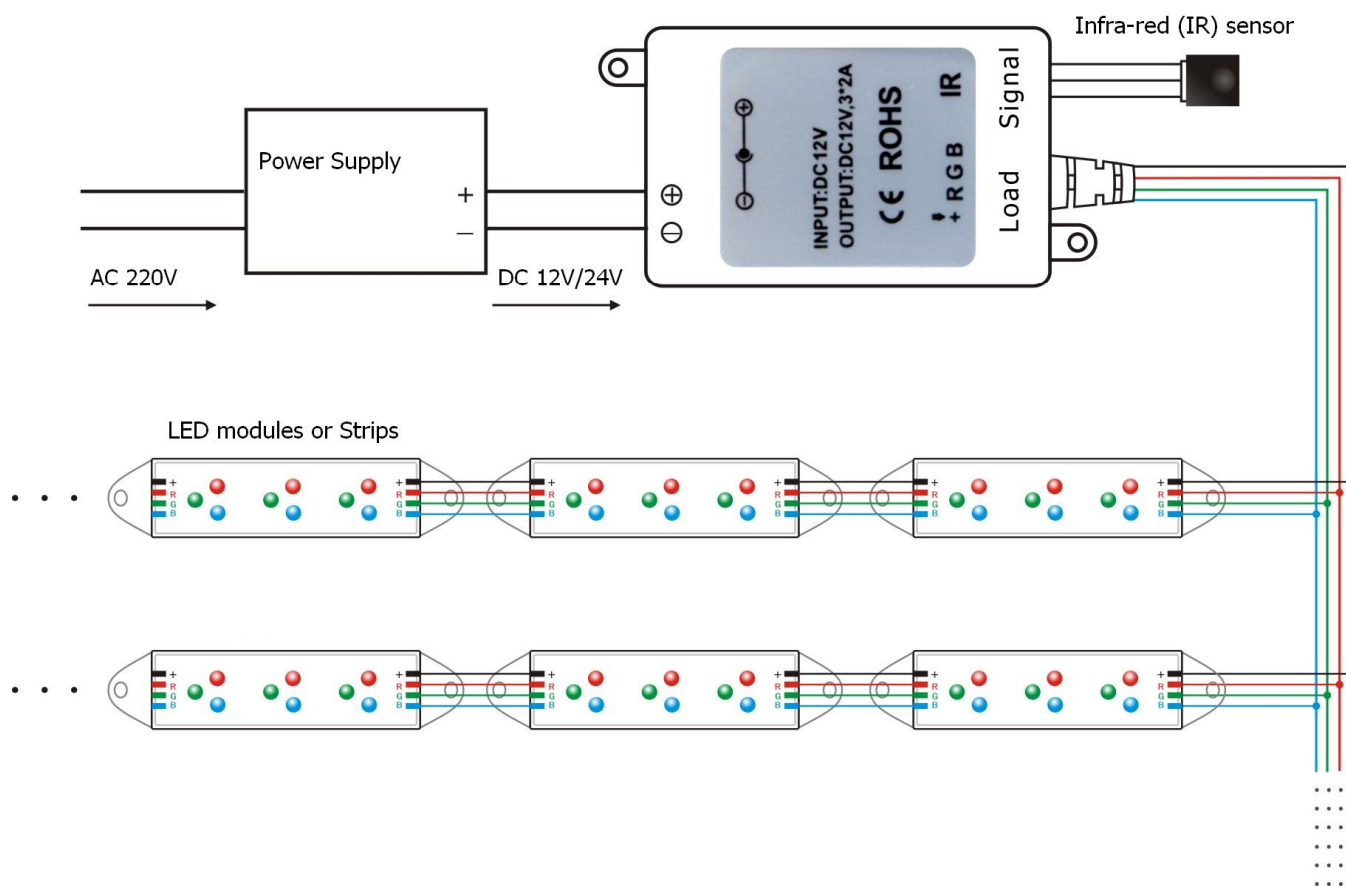 Infra-red (IR) sensor
Power Supply
+
–
AC 220V
DC 12V/24V
+
–
+
–
INPUT:DC12V
OUTPUT:DC12V,3*2A
CE ROHS
+ R G B IR
Load Signal
LED modules or Strips
+ + + + + +
R R R R R R
G G G G G G
B B B B B B
+ + + + + +
R R R R R R
G G G G G G
B B B B B B